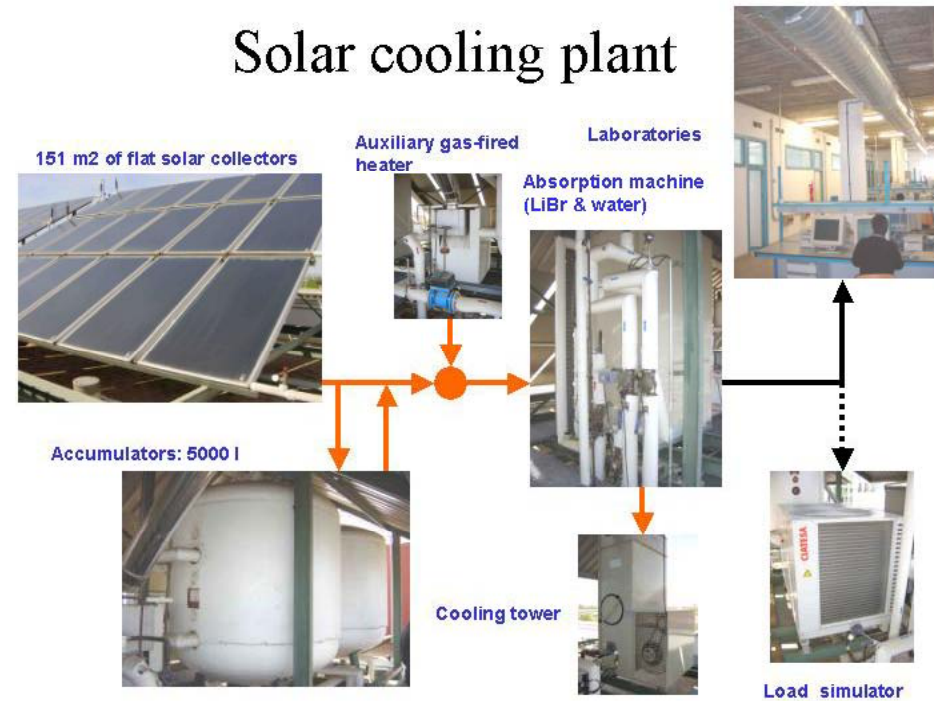 Solar cooling plant
151 m2 of flat solar collectors
Auxiliary gas-fired
heater
Laboratories
Absorption machine
(LiBr & water)
Accumulators: 5000 l
Cooling tower
CIATESA
Load simulator